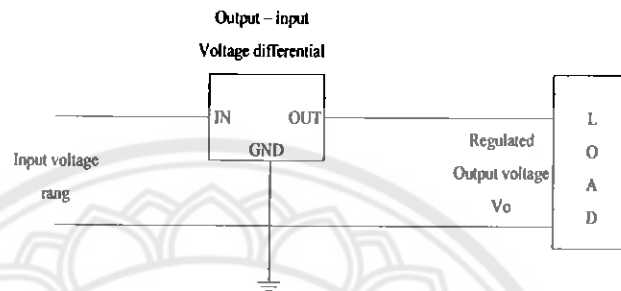 Output – input
Voltage differential
IN OUT
GND
Input voltage
rang
Regulated
Output voltage
Vo
L
O
A
D